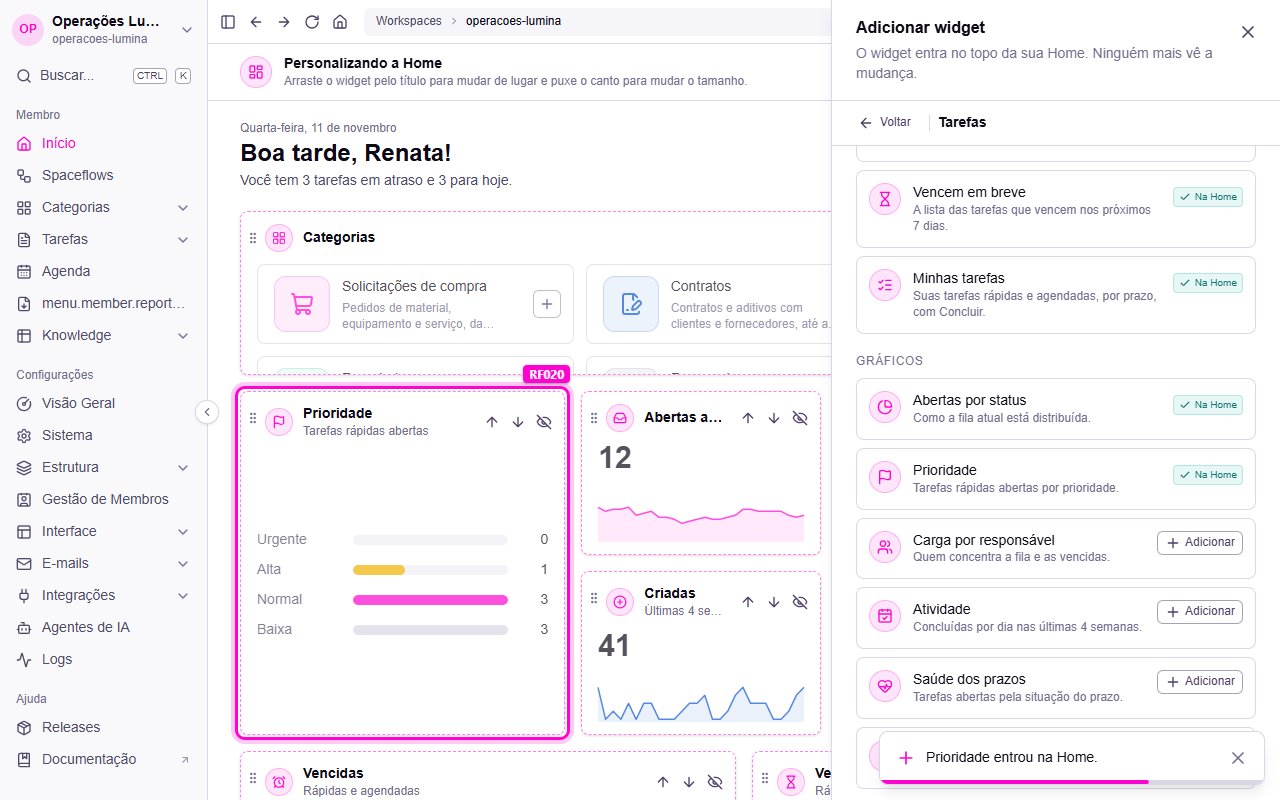 OP
Operações Lu...
operacoes-lumina
Buscar...
CTRL
K
Membro
Início
Spaceflows
Categorias
Tarefas
Agenda
menu.member.report...
Knowledge
Configurações
Visão Geral
Sistema
Estrutura
Gestão de Membros
Interface
E-mails
Integrações
Agentes de IA
Logs
Ajuda
Releases
Documentação
Workspaces
operacoes-lumina
Personalizando a Home
Arraste o widget pelo título para mudar de lugar e puxe o canto para mudar o tamanho.
Quarta-feira, 11 de novembro
Boa tarde, Renata!
Você tem 3 tarefas em atraso e 3 para hoje.
Categorias
Solicitações de compra
Pedidos de material,
equipamento e serviço, da...
Contratos
Contratos e aditivos com
clientes e fornecedores, até a
RF020
Prioridade
Tarefas rápidas abertas
Urgente 0
Alta 1
Normal 3
Baixa 3
Abertas a...
12
Criadas
Últimas 4 se...
41
Vencidas
Rápidas e agendadas
Ve
Rá
Adicionar widget
O widget entra no topo da sua Home. Ninguém mais vê a
mudança.
Voltar
Tarefas
Vencem em breve
A lista das tarefas que vencem nos próximos
7 dias.
Na Home
Minhas tarefas
Suas tarefas rápidas e agendadas, por prazo,
com Concluir.
Na Home
GRÁFICOS
Abertas por status
Como a fila atual está distribuída.
Na Home
Prioridade
Tarefas rápidas abertas por prioridade.
Na Home
Carga por responsável
Quem concentra a fila e as vencidas.
Adicionar
Atividade
Concluídas por dia nas últimas 4 semanas.
Adicionar
Saúde dos prazos
Tarefas abertas pela situação do prazo.
Adicionar
Prioridade entrou na Home.